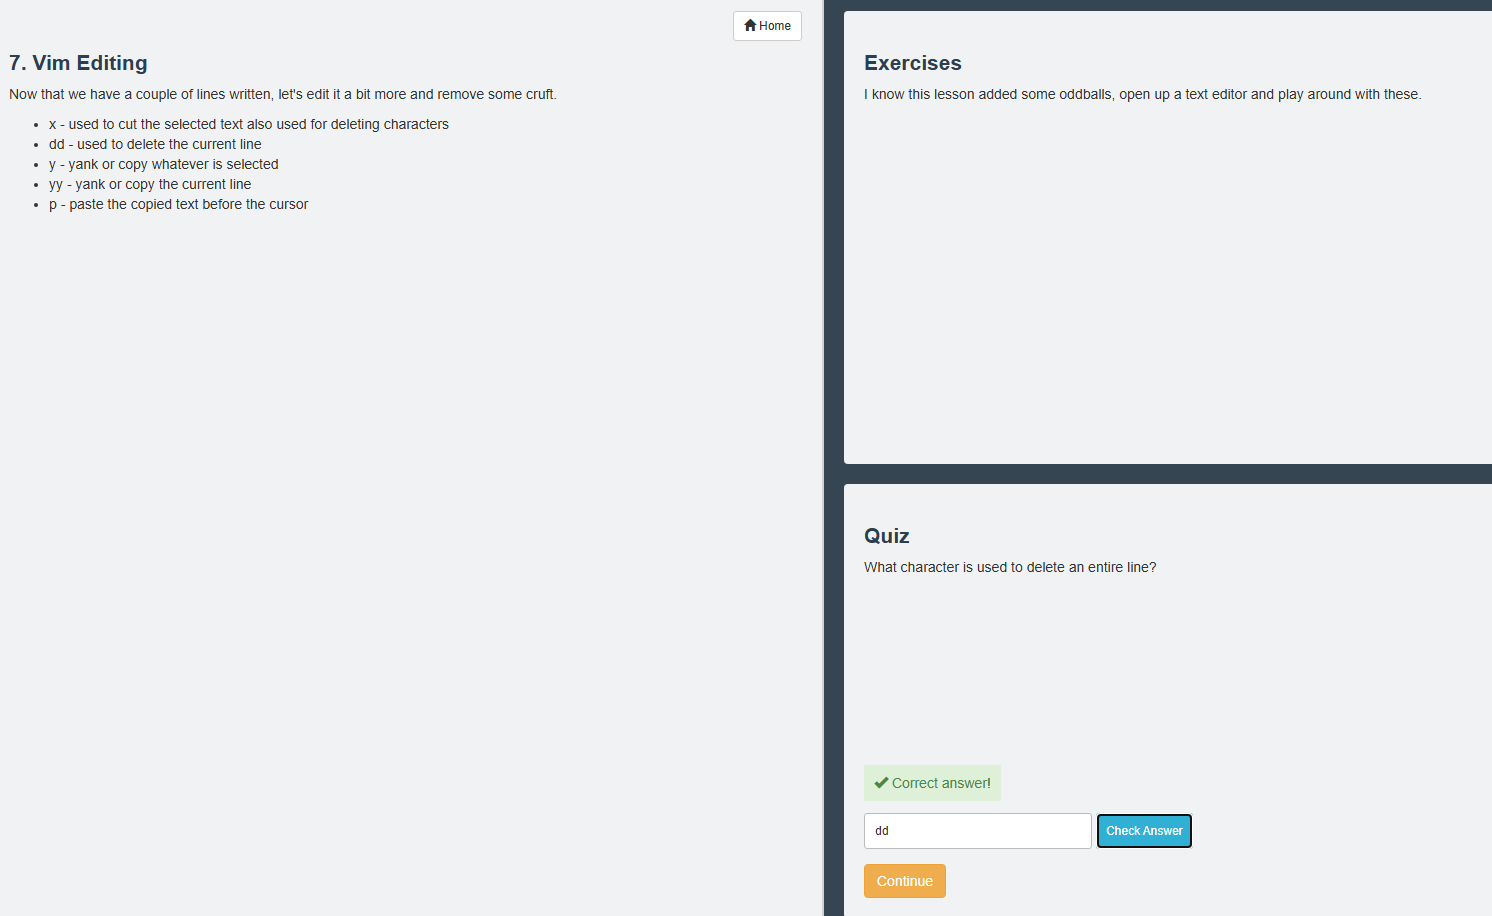 Home
7. Vim Editing
Now that we have a couple of lines written, let's edit it a bit more and remove some cruft.
• x - used to cut the selected text also used for deleting characters
• dd - used to delete the current line
• y - yank or copy whatever is selected
• yy - yank or copy the current line
• p - paste the copied text before the cursor
Exercises
I know this lesson added some oddballs, open up a text editor and play around with these.
Quiz
What character is used to delete an entire line?
Correct answer!
dd
Check Answer
Continue